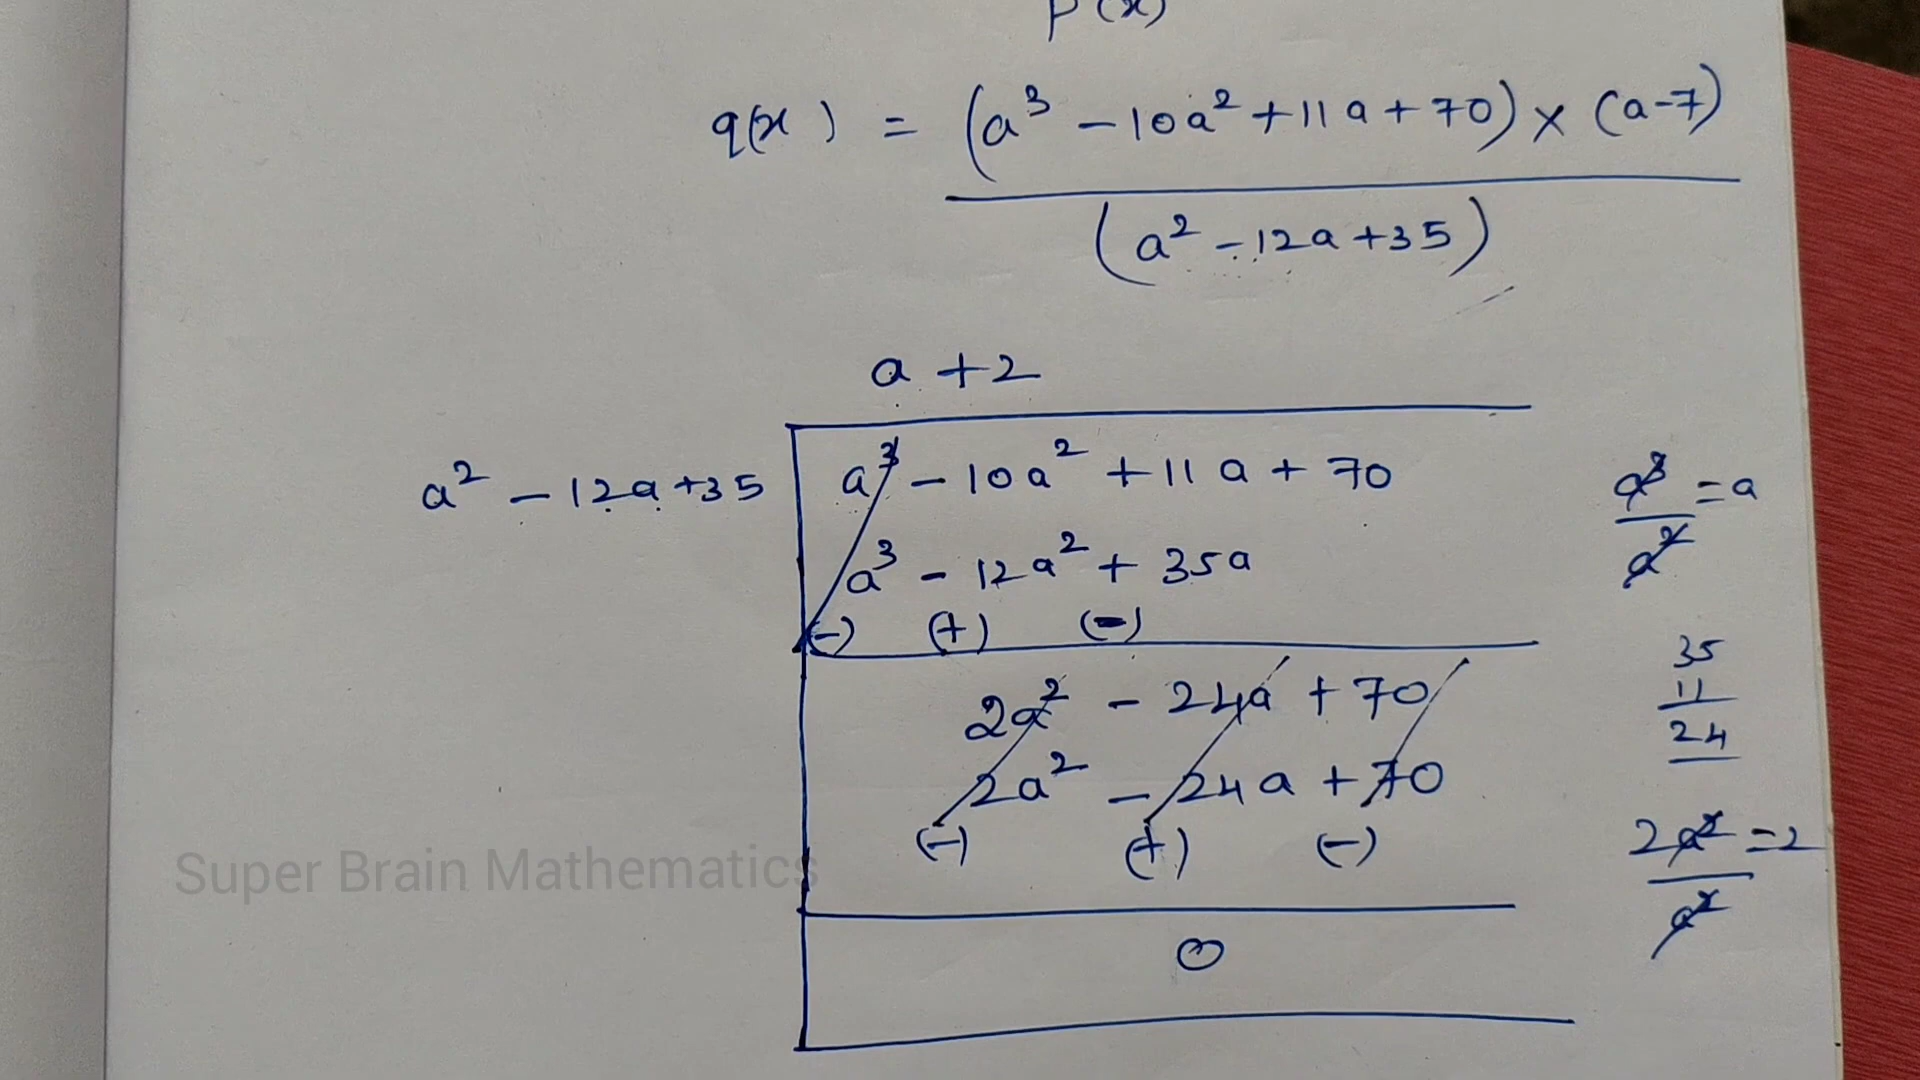 P(x)
q(x) = (a³ - 10a² + 11a + 70) × (a-7)
(a² - 12a + 35)
a + 2
a² - 12a + 35
a³ - 10a² + 11a + 70
a³ - 12a² + 35a
(-) (+) (-)
2a² - 24a + 70
2a² - 24a + 70
(-) (+) (-)
0
a³ = a
a²
35
11
24
2a² = 2
a²
Super Brain Mathematics